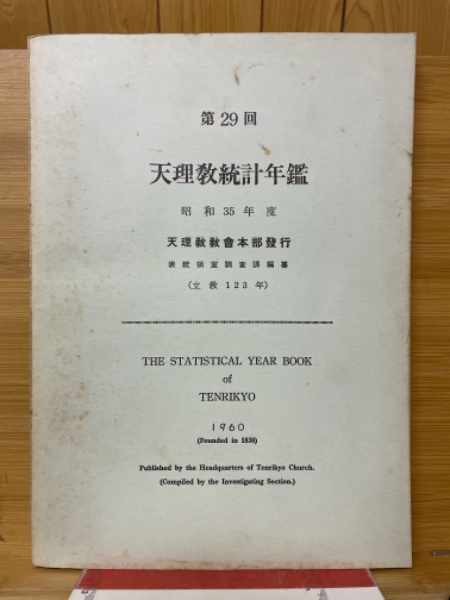 第29回
天理教統計年鑑
昭和35年度
天理教教會本部發行
表統領室調査課編纂
（立教123年）
THE STATISTICAL YEAR BOOK
of
TENRIKYO
1960
(Founded in 1838)
Published by the Headquarters of Tenrikyo Church.
(Compiled by the Investigating Section.)